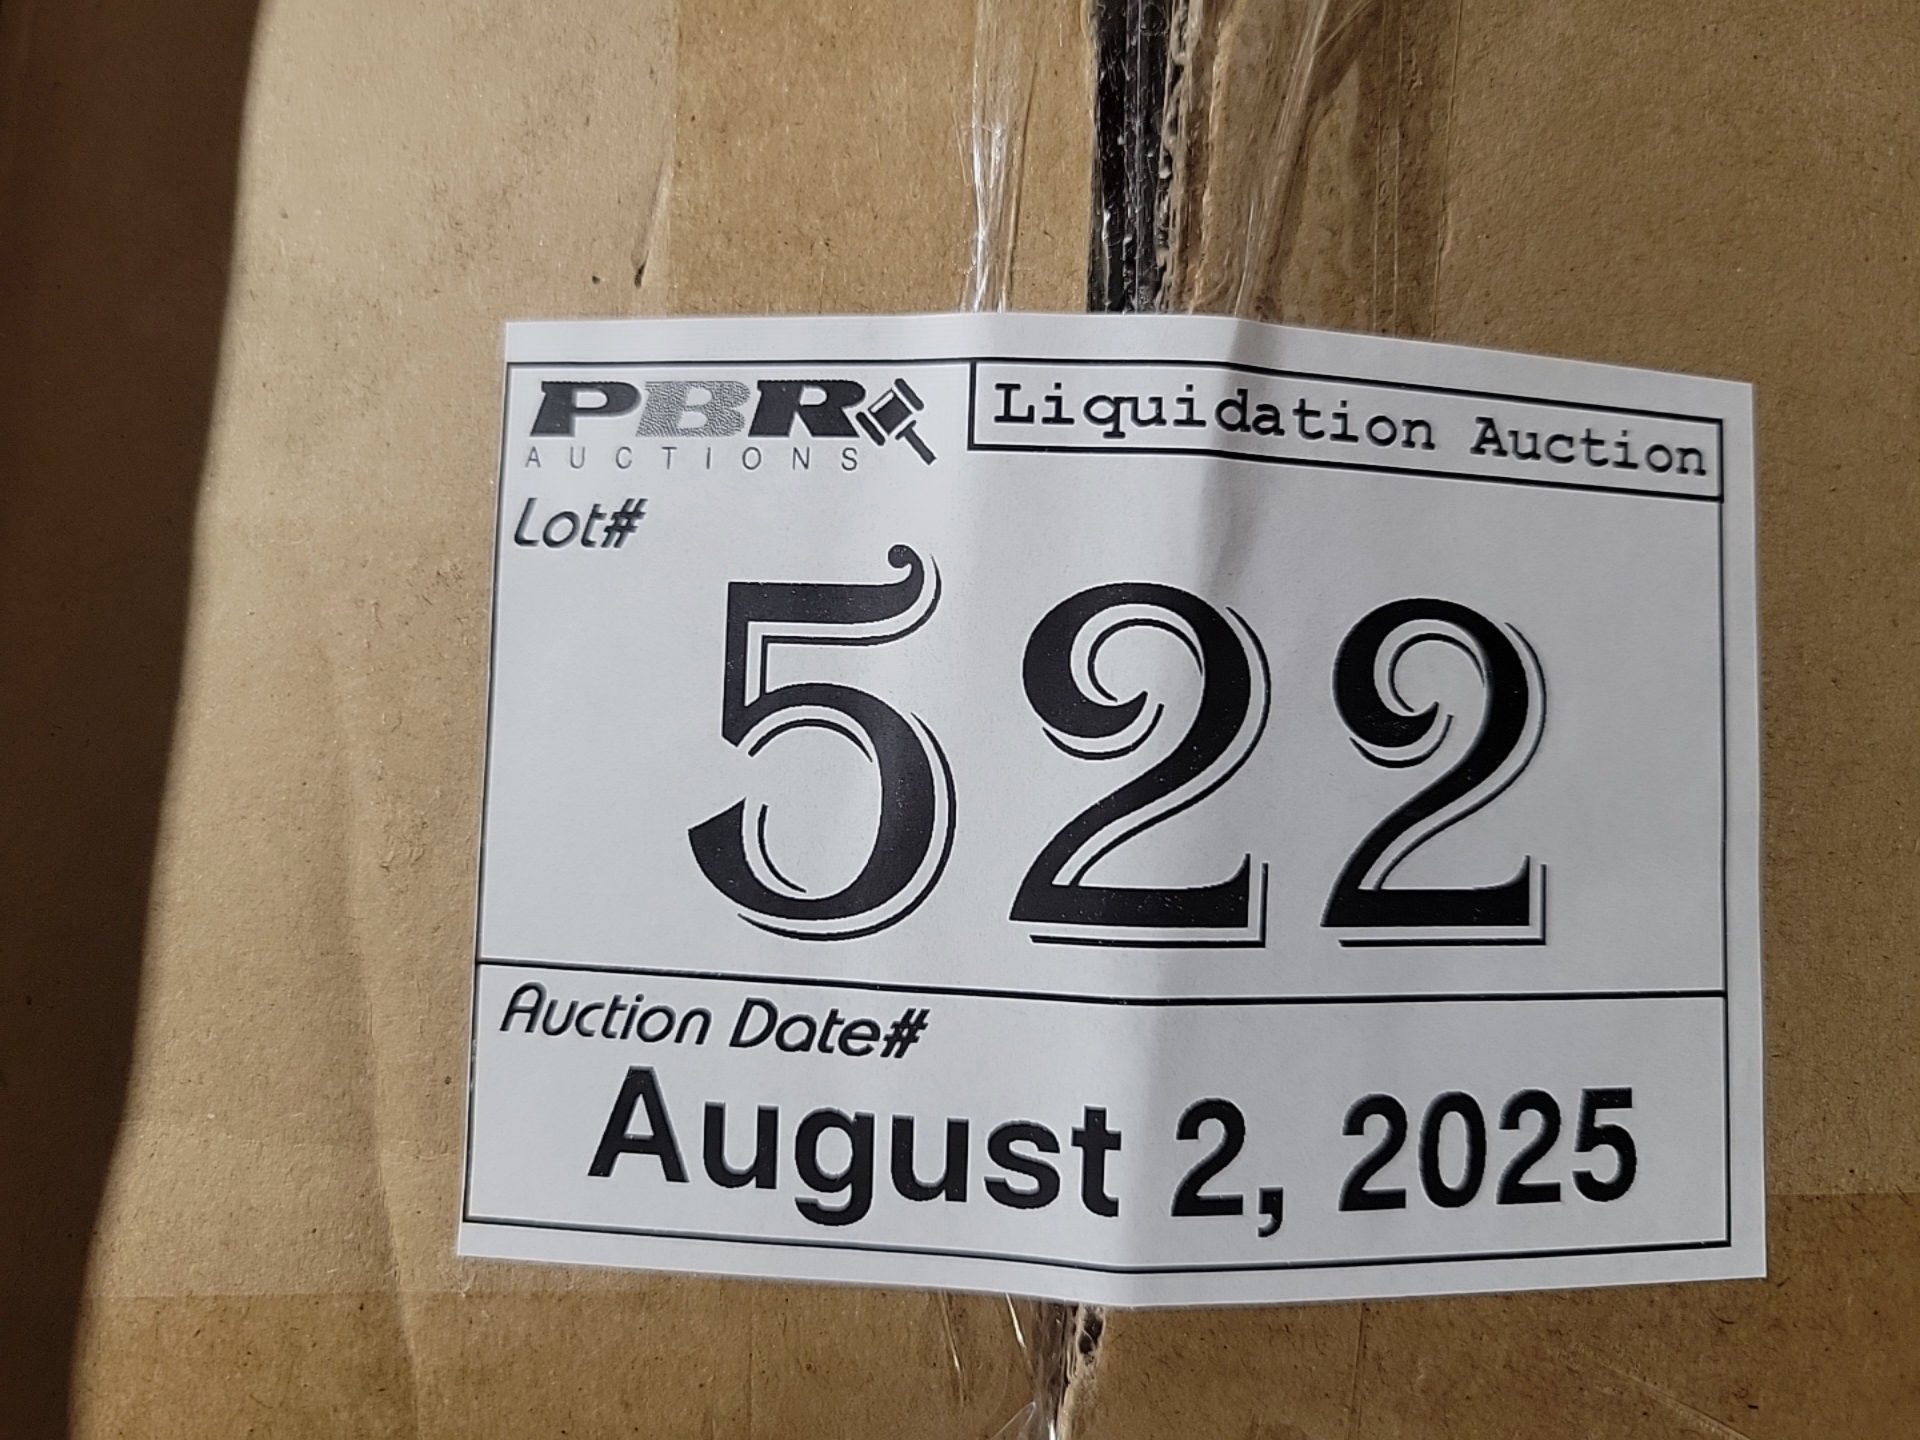 PBR
AUCTIONS
Liquidation Auction
Lot#
522
Auction Date#
August 2, 2025